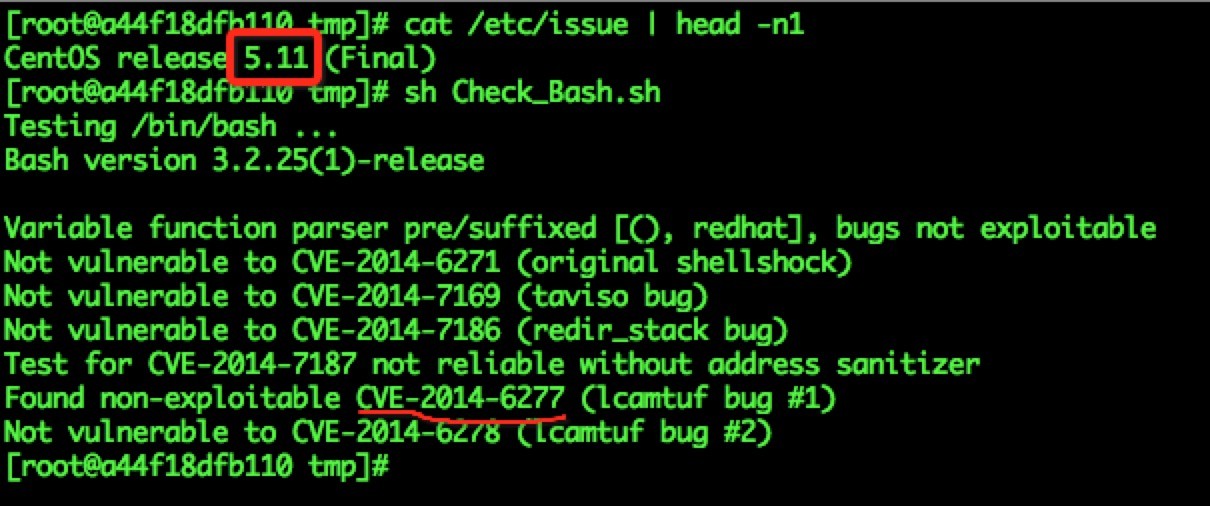 [root@a44f18dfb110 tmp]# cat /etc/issue | head -n1
CentOS release 5.11 (Final)
[root@a44f18dfb110 tmp]# sh Check_Bash.sh
Testing /bin/bash ...
Bash version 3.2.25(1)-release
Variable function parser pre/suffixed [(), redhat], bugs not exploitable
Not vulnerable to CVE-2014-6271 (original shellshock)
Not vulnerable to CVE-2014-7169 (taviso bug)
Not vulnerable to CVE-2014-7186 (redir_stack bug)
Test for CVE-2014-7187 not reliable without address sanitizer
Found non-exploitable CVE-2014-6277 (lcamtuf bug #1)
Not vulnerable to CVE-2014-6278 (lcamtuf bug #2)
[root@a44f18dfb110 tmp]#